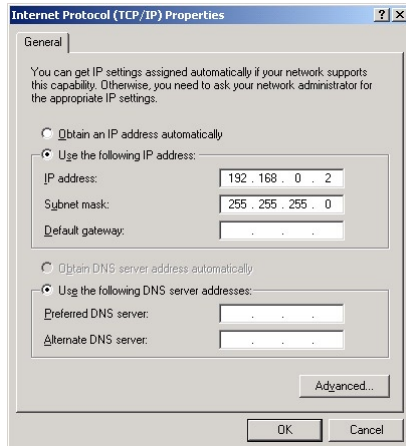 Internet Protocol (TCP/IP) Properties
General
You can get IP settings assigned automatically if your network supports
this capability. Otherwise, you need to ask your network administrator for
the appropriate IP settings.
Obtain an IP address automatically
Use the following IP address:
IP address: 192 . 168 . 0 . 2
Subnet mask: 255 . 255 . 255 . 0
Default gateway: . . .
Obtain DNS server address automatically
Use the following DNS server addresses:
Preferred DNS server: . . .
Alternate DNS server: . . .
Advanced...
OK Cancel